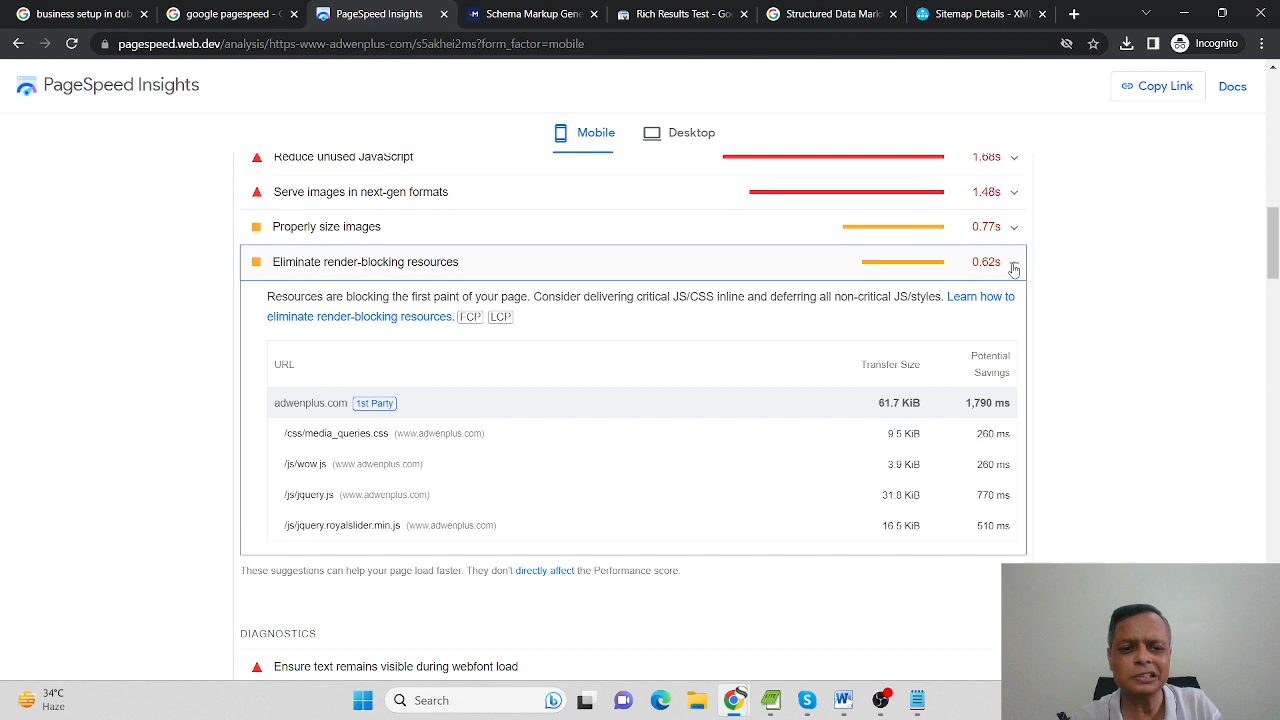 business setup in dub
google pagespeed - G
PageSpeed Insights
Schema Markup Gene
Rich Results Test - Goo
Structured Data Mark
Sitemap Details - XML
pagespeed.web.dev/analysis/https-www-adwenplus-com/s5akhei2ms?form_factor=mobile
Incognito
PageSpeed Insights
Copy Link
Docs
Mobile
Desktop
Reduce unused JavaScript 1.68s
Serve images in next-gen formats 1.48s
Properly size images 0.77s
Eliminate render-blocking resources 0.62s
Resources are blocking the first paint of your page. Consider delivering critical JS/CSS inline and deferring all non-critical JS/styles. Learn how to
eliminate render-blocking resources. FCP LCP
URL Transfer Size Potential Savings
adwenplus.com 1st Party 61.7 KiB 1,790 ms
/css/media_queries.css (www.adwenplus.com) 9.5 KiB 260 ms
/js/wow.js (www.adwenplus.com) 3.9 KiB 260 ms
/js/jquery.js (www.adwenplus.com) 31.8 KiB 770 ms
/js/jquery.royalslider.min.js (www.adwenplus.com) 16.5 KiB 510 ms
These suggestions can help your page load faster. They don't directly affect the Performance score.
DIAGNOSTICS
Ensure text remains visible during webfont load
34°C
Haze
Search